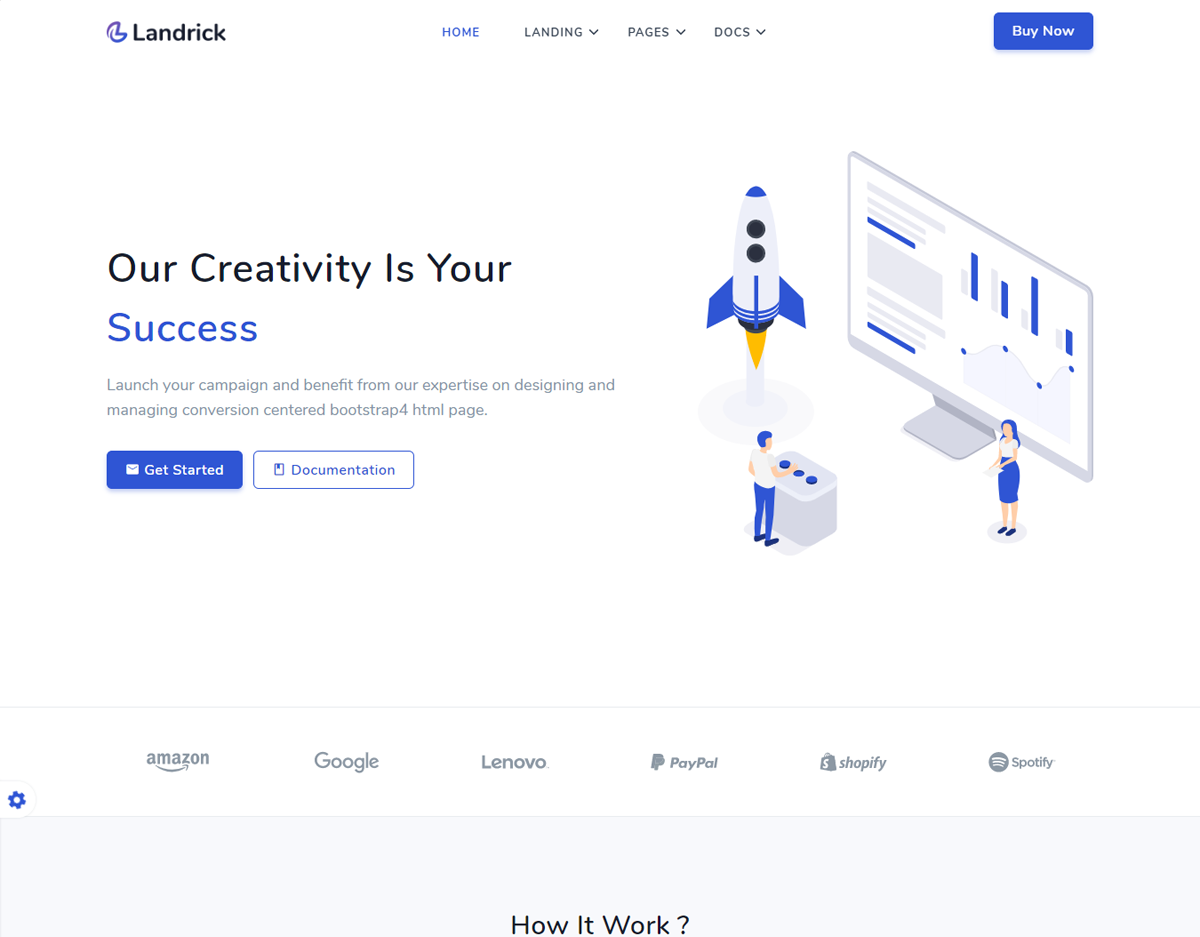 Landrick
HOME LANDING PAGES DOCS
Buy Now
Our Creativity Is Your
Success
Launch your campaign and benefit from our expertise on designing and
managing conversion centered bootstrap4 html page.
Get Started Documentation
amazon Google Lenovo PayPal shopify Spotify
How It Work ?